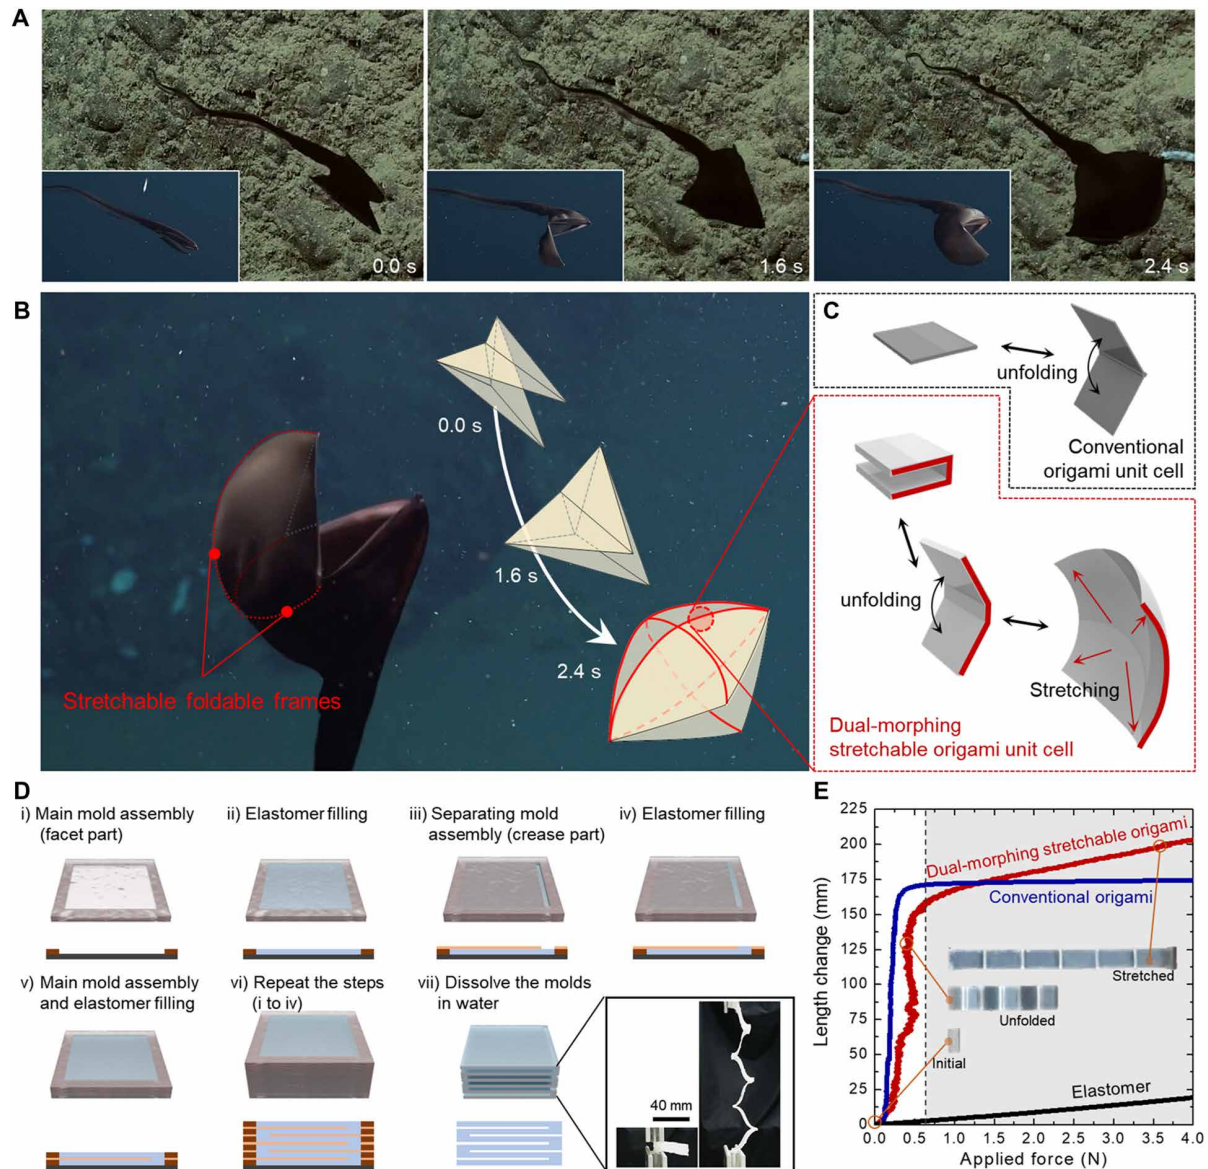 A
0.0 s
1.6 s
2.4 s
B
0.0 s
1.6 s
2.4 s
Stretchable foldable frames
C
unfolding
Conventional
origami unit cell
unfolding
Stretching
Dual-morphing
stretchable origami unit cell
D
i) Main mold assembly
(facet part)
ii) Elastomer filling
iii) Separating mold
assembly (crease part)
iv) Elastomer filling
v) Main mold assembly
and elastomer filling
vi) Repeat the steps
(i to iv)
vii) Dissolve the molds
in water
40 mm
E
Length change (mm)
225
200
175
150
125
100
75
50
25
0
0.0
0.5
1.0
1.5
2.0
2.5
3.0
3.5
4.0
Applied force (N)
Dual-morphing stretchable origami
Conventional origami
Stretched
Unfolded
Initial
Elastomer